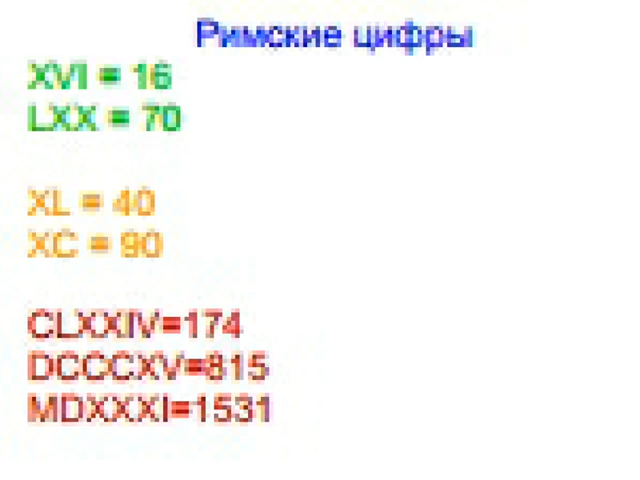 Римские цифры
XVI = 16
LXX = 70
XL = 40
XC = 90
CLXXIV=174
DCCCXV=815
MDXXXI=1531